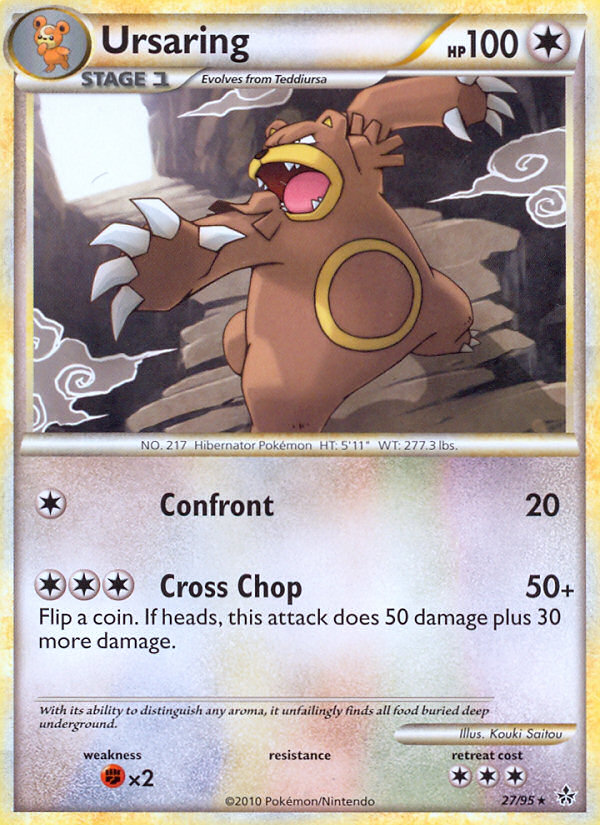 Ursaring
HP100
STAGE 1
Evolves from Teddiursa
NO. 217 Hibernator Pokémon HT: 5'11" WT: 277.3 lbs.
Confront 20
Cross Chop 50+
Flip a coin. If heads, this attack does 50 damage plus 30
more damage.
With its ability to distinguish any aroma, it unfailingly finds all food buried deep
underground.
Illus. Kouki Saitou
weakness resistance retreat cost
×2
©2010 Pokémon/Nintendo
27/95★